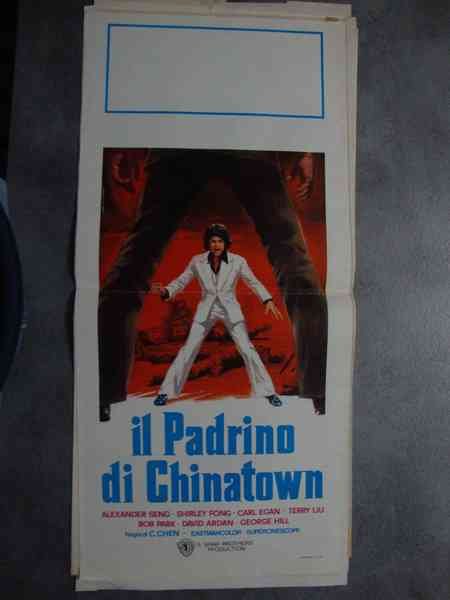 il Padrino
di Chinatown
ALEXANDER SIENG · SHIRLEY FONG · CARL EGAN · TERRY LIU
BOB PARK · DAVID ARDAN · GEORGE HILL
Regia di C. CHEN - EASTMANCOLOR SUPERCINESCOPE
PRODUCTION